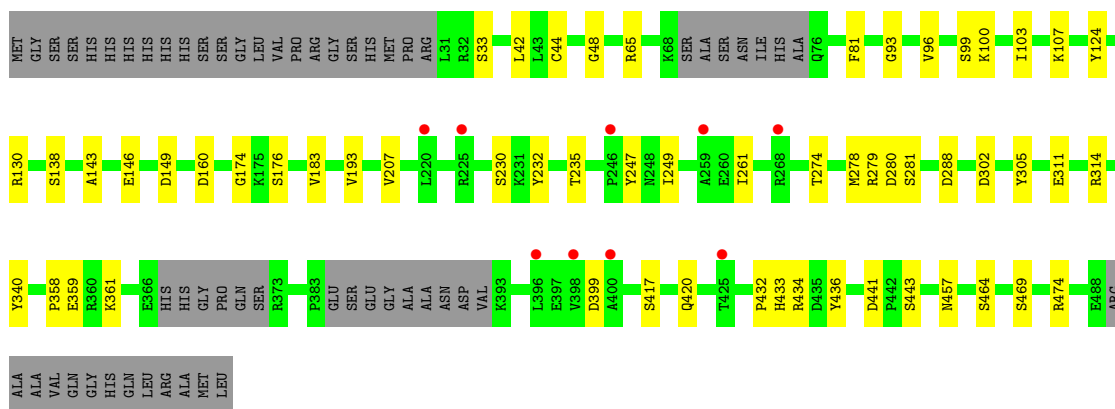 MET GLY SER SER HIS HIS HIS HIS HIS HIS SER SER GLY LEU VAL PRO ARG GLY SER HIS MET PRO ARG L31 R32 S33 L42 L43 C44 G48 R65 K68 SER ALA SER ASN ILE HIS ALA Q76 F81 G93 V96 S99 K100 I103 K107 Y124
R130 S138 A143 E146 D149 D160 G174 K175 S176 V183 V193 V207 L220 R225 S230 K231 Y232 T235 P246 Y247 N248 I249 A259 E260 I261 R268 T274 M278 R279 D280 S281 D288 D302 Y305 E311 R314
Y340 P358 E359 R360 K361 E366 HIS HIS GLY PRO GLN SER R373 P383 GLU SER GLU GLY ALA ALA ASN ASP VAL K393 L396 E397 V398 D399 A400 S417 Q420 T425 P432 H433 R434 D435 Y436 D441 P442 S443 N457 S464 S469 R474 E488 ARG
ALA ALA VAL GLN GLY HIS GLN LEU ARG ALA MET LEU